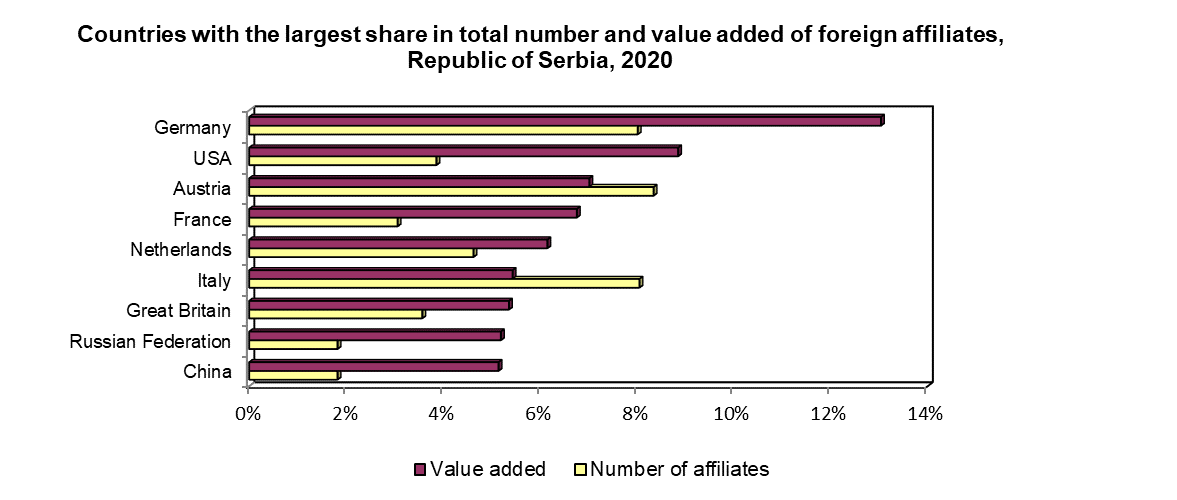 Countries with the largest share in total number and value added of foreign affiliates,
Republic of Serbia, 2020
Germany
USA
Austria
France
Netherlands
Italy
Great Britain
Russian Federation
China
0% 2% 4% 6% 8% 10% 12% 14%
Value added Number of affiliates